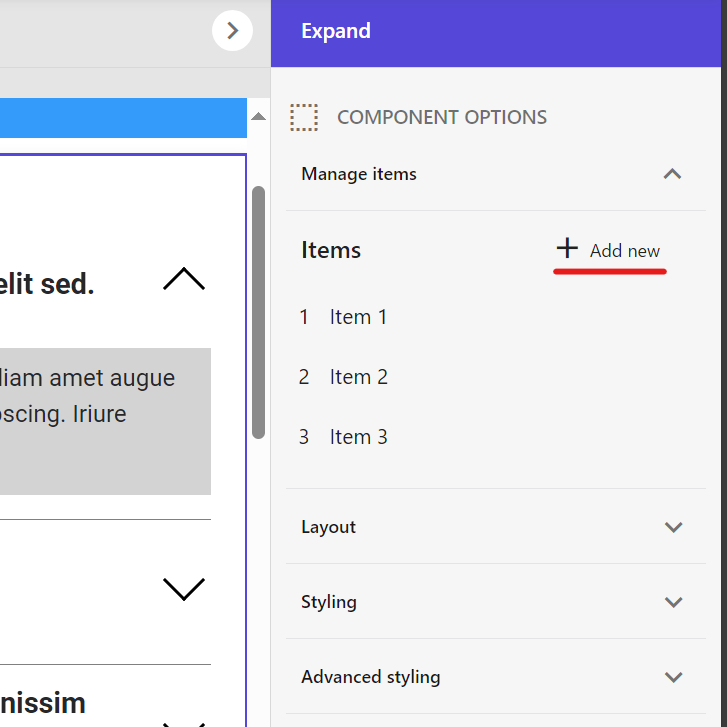 Expand
COMPONENT OPTIONS
Manage items
Items
Add new
1 Item 1
2 Item 2
3 Item 3
Layout
Styling
Advanced styling
elit sed.
diam amet augue
oscing. Iriure
nissim